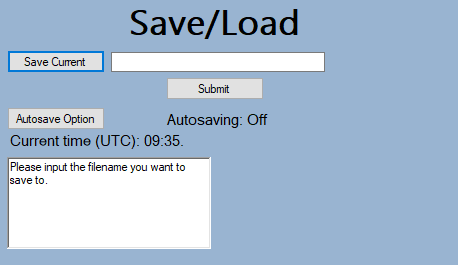 Save/Load
Save Current
Submit
Autosave Option
Autosaving: Off
Current time (UTC): 09:35.
Please input the filename you want to
save to.